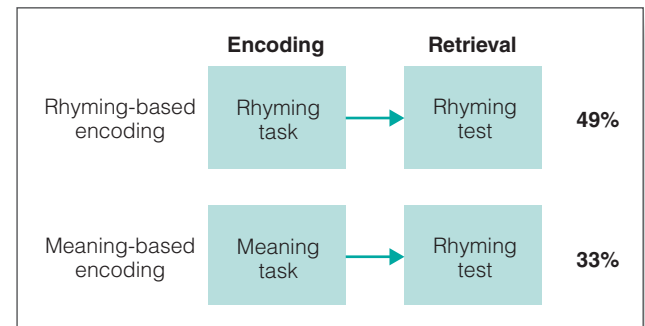 Encoding Retrieval
Rhyming-based
encoding
Rhyming
task
Rhyming
test
49%
Meaning-based
encoding
Meaning
task
Rhyming
test
33%